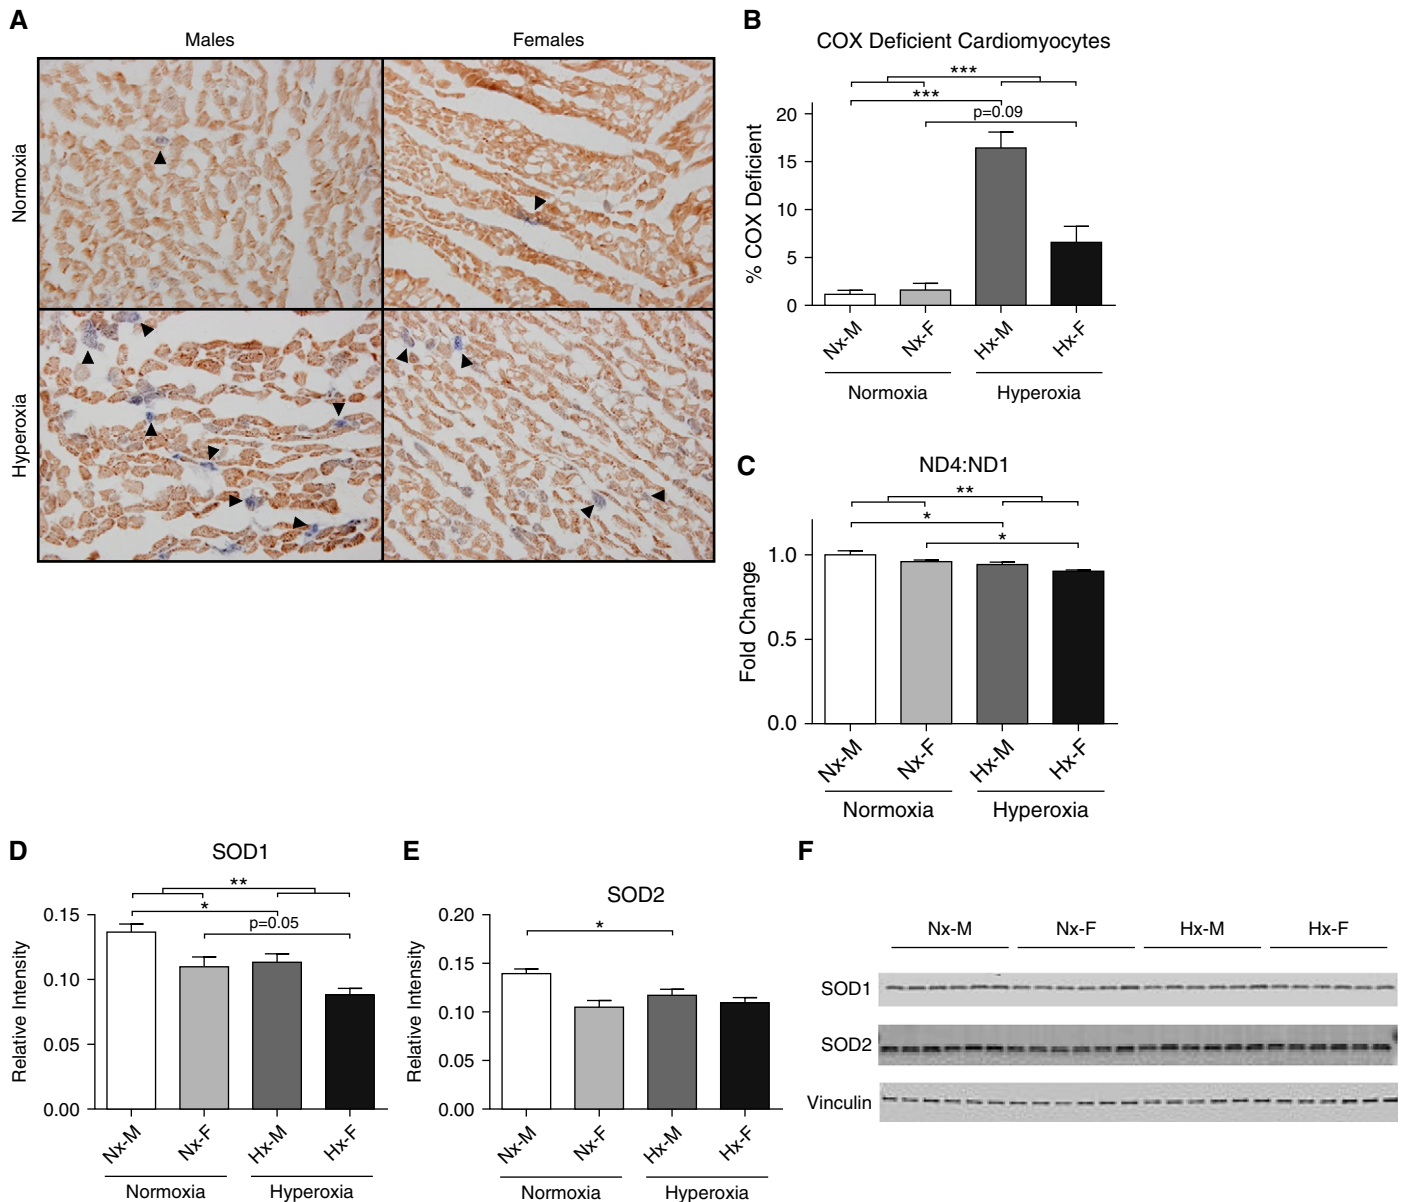 A
Males
Females
Normoxia
Hyperoxia
B
COX Deficient Cardiomyocytes
***
***
p=0.09
% COX Deficient
20
15
10
5
0
Nx-M
Nx-F
Hx-M
Hx-F
Normoxia
Hyperoxia
C
ND4:ND1
**
*
*
Fold Change
1.0
0.5
0.0
Nx-M
Nx-F
Hx-M
Hx-F
Normoxia
Hyperoxia
D
SOD1
**
*
p=0.05
Relative Intensity
0.15
0.10
0.05
0.00
Nx-M
Nx-F
Hx-M
Hx-F
Normoxia
Hyperoxia
E
SOD2
*
Relative Intensity
0.20
0.15
0.10
0.05
0.00
Nx-M
Nx-F
Hx-M
Hx-F
Normoxia
Hyperoxia
F
Nx-M
Nx-F
Hx-M
Hx-F
SOD1
SOD2
Vinculin